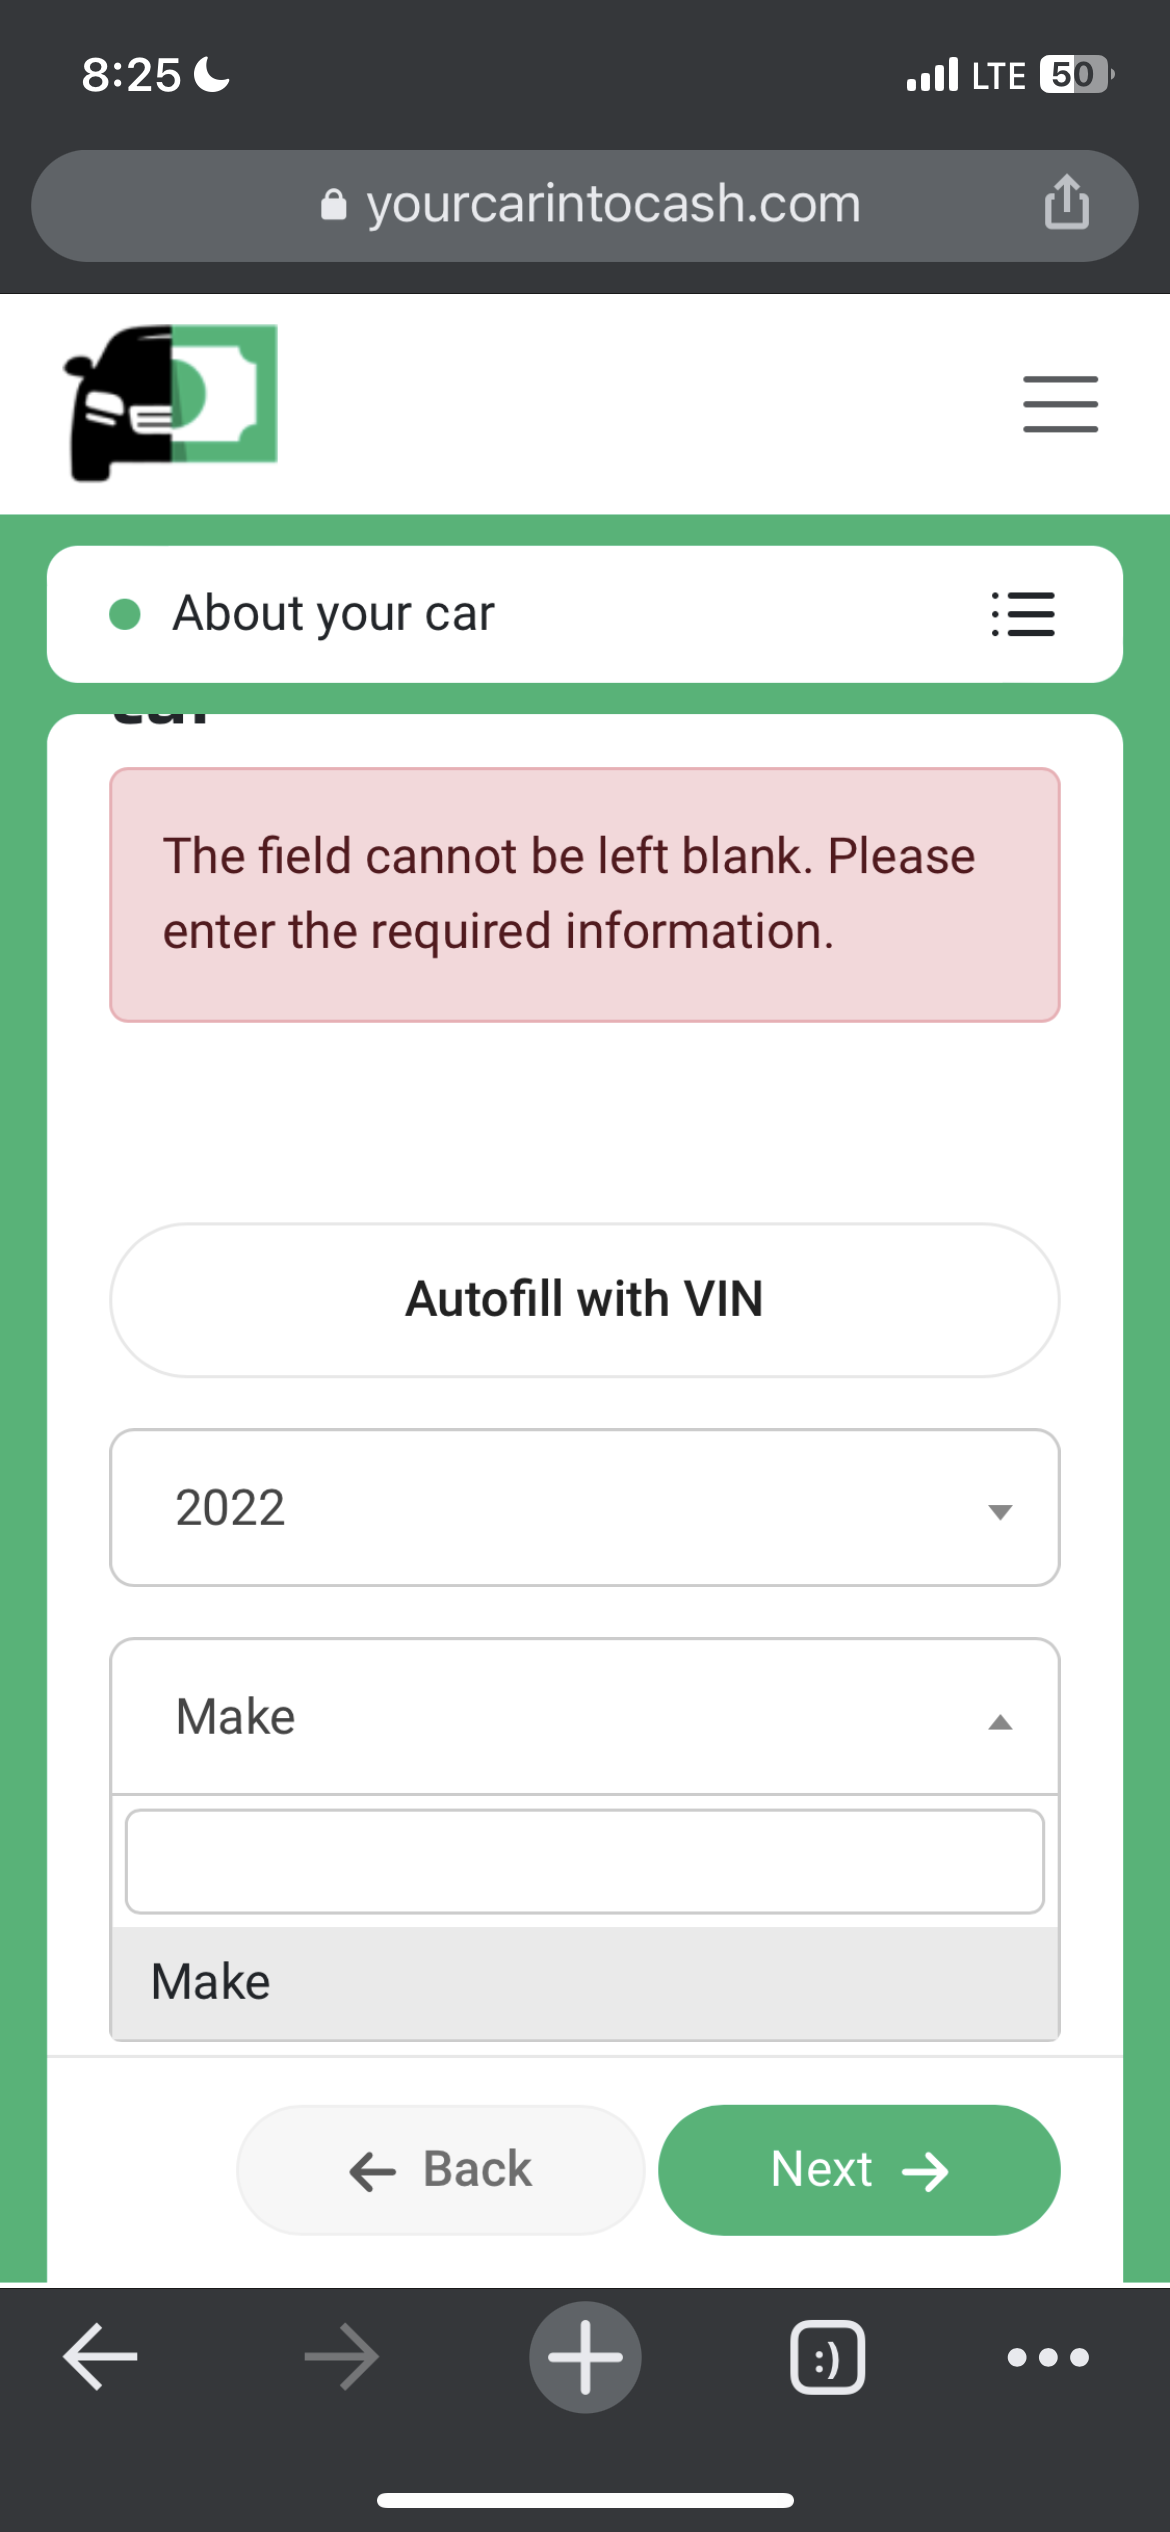 8:25
LTE
50
yourcarintocash.com
About your car
car
The field cannot be left blank. Please
enter the required information.
Autofill with VIN
2022
Make
Make
Back
Next
:)